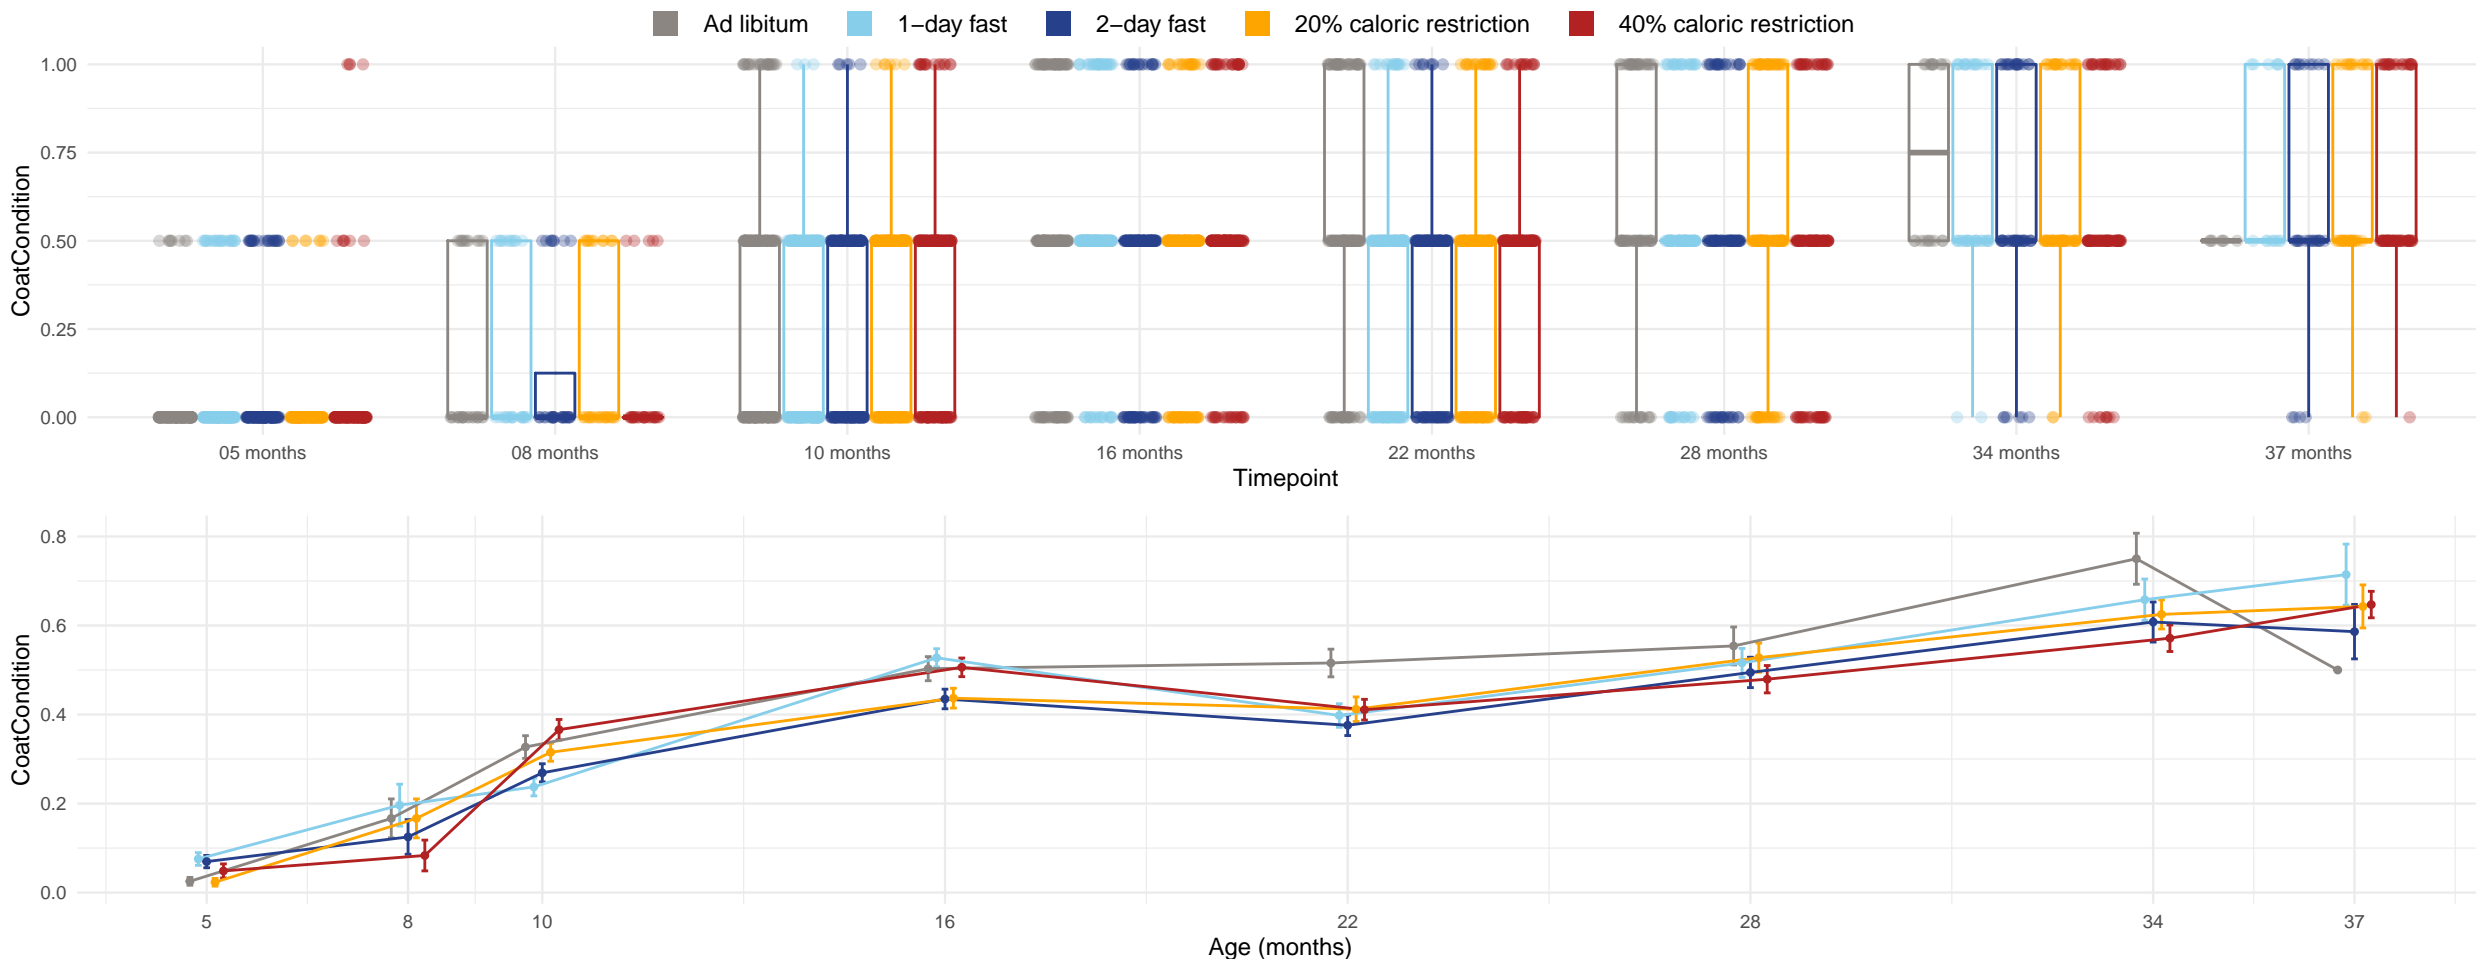 Ad libitum 1−day fast 2−day fast 20% caloric restriction 40% caloric restriction
1.00
0.75
0.50
0.25
0.00
CoatCondition
05 months 08 months 10 months 16 months 22 months 28 months 34 months 37 months
Timepoint
0.8
0.6
0.4
0.2
0.0
CoatCondition
5 8 10 16 22 28 34 37
Age (months)